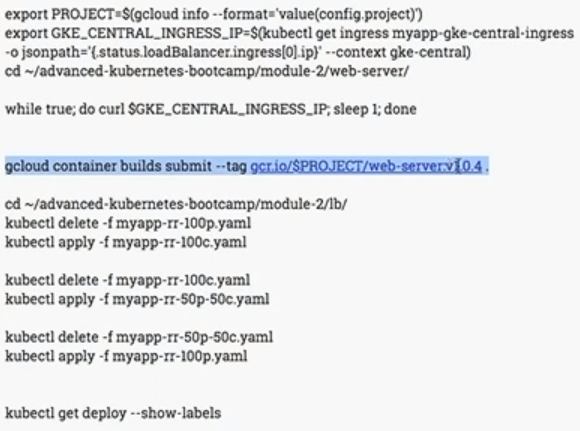 export PROJECT=$(gcloud info --format='value(config.project)')
export GKE_CENTRAL_INGRESS_IP=$(kubectl get ingress myapp-gke-central-ingress
-o jsonpath='{.status.loadBalancer.ingress[0].ip}' --context gke-central)
cd ~/advanced-kubernetes-bootcamp/module-2/web-server/
while true; do curl $GKE_CENTRAL_INGRESS_IP; sleep 1; done
gcloud container builds submit --tag gcr.io/$PROJECT/web-server:v1.0.4 .
cd ~/advanced-kubernetes-bootcamp/module-2/lb/
kubectl delete -f myapp-rr-100p.yaml
kubectl apply -f myapp-rr-100c.yaml
kubectl delete -f myapp-rr-100c.yaml
kubectl apply -f myapp-rr-50p-50c.yaml
kubectl delete -f myapp-rr-50p-50c.yaml
kubectl apply -f myapp-rr-100p.yaml
kubectl get deploy --show-labels